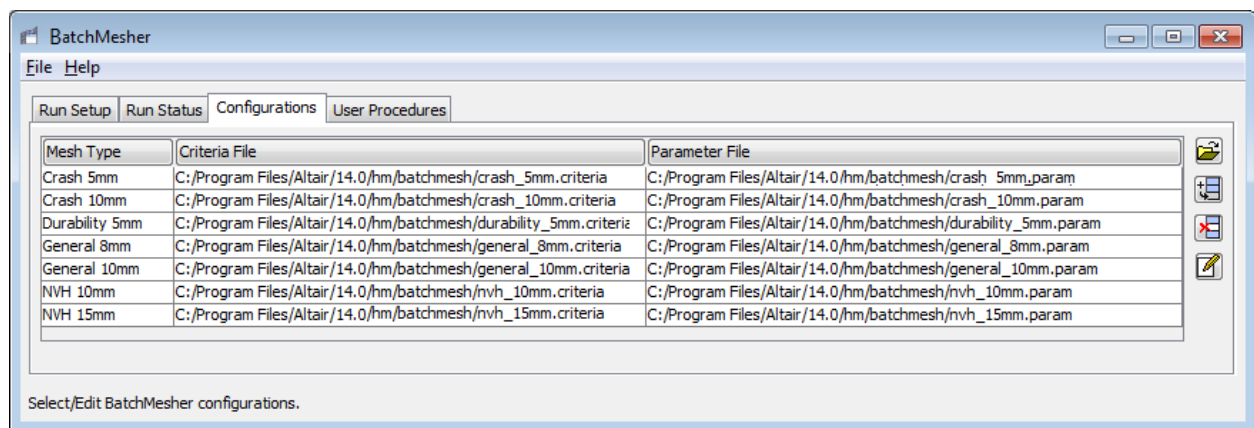 BatchMesher
File Help
Run Setup Run Status Configurations User Procedures
Mesh Type Criteria File Parameter File
Crash 5mm C:/Program Files/Altair/14.0/hm/batchmesh/crash_5mm.criteria C:/Program Files/Altair/14.0/hm/batchmesh/crash_5mm.param
Crash 10mm C:/Program Files/Altair/14.0/hm/batchmesh/crash_10mm.criteria C:/Program Files/Altair/14.0/hm/batchmesh/crash_10mm.param
Durability 5mm C:/Program Files/Altair/14.0/hm/batchmesh/durability_5mm.criteria C:/Program Files/Altair/14.0/hm/batchmesh/durability_5mm.param
General 8mm C:/Program Files/Altair/14.0/hm/batchmesh/general_8mm.criteria C:/Program Files/Altair/14.0/hm/batchmesh/general_8mm.param
General 10mm C:/Program Files/Altair/14.0/hm/batchmesh/general_10mm.criteria C:/Program Files/Altair/14.0/hm/batchmesh/general_10mm.param
NVH 10mm C:/Program Files/Altair/14.0/hm/batchmesh/nvh_10mm.criteria C:/Program Files/Altair/14.0/hm/batchmesh/nvh_10mm.param
NVH 15mm C:/Program Files/Altair/14.0/hm/batchmesh/nvh_15mm.criteria C:/Program Files/Altair/14.0/hm/batchmesh/nvh_15mm.param
Select/Edit BatchMesher configurations.